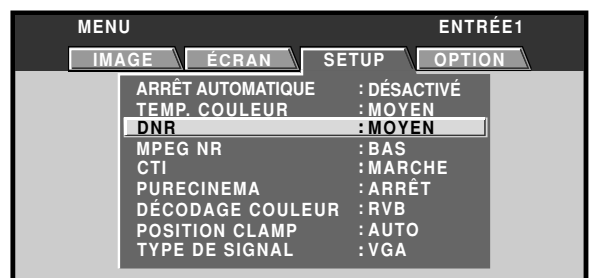 MENU ENTRÉE1
IMAGE ÉCRAN SETUP OPTION
ARRÊT AUTOMATIQUE : DÉSACTIVÉ
TEMP. COULEUR : MOYEN
DNR : MOYEN
MPEG NR : BAS
CTI : MARCHE
PURECINEMA : ARRÊT
DÉCODAGE COULEUR : RVB
POSITION CLAMP : AUTO
TYPE DE SIGNAL : VGA